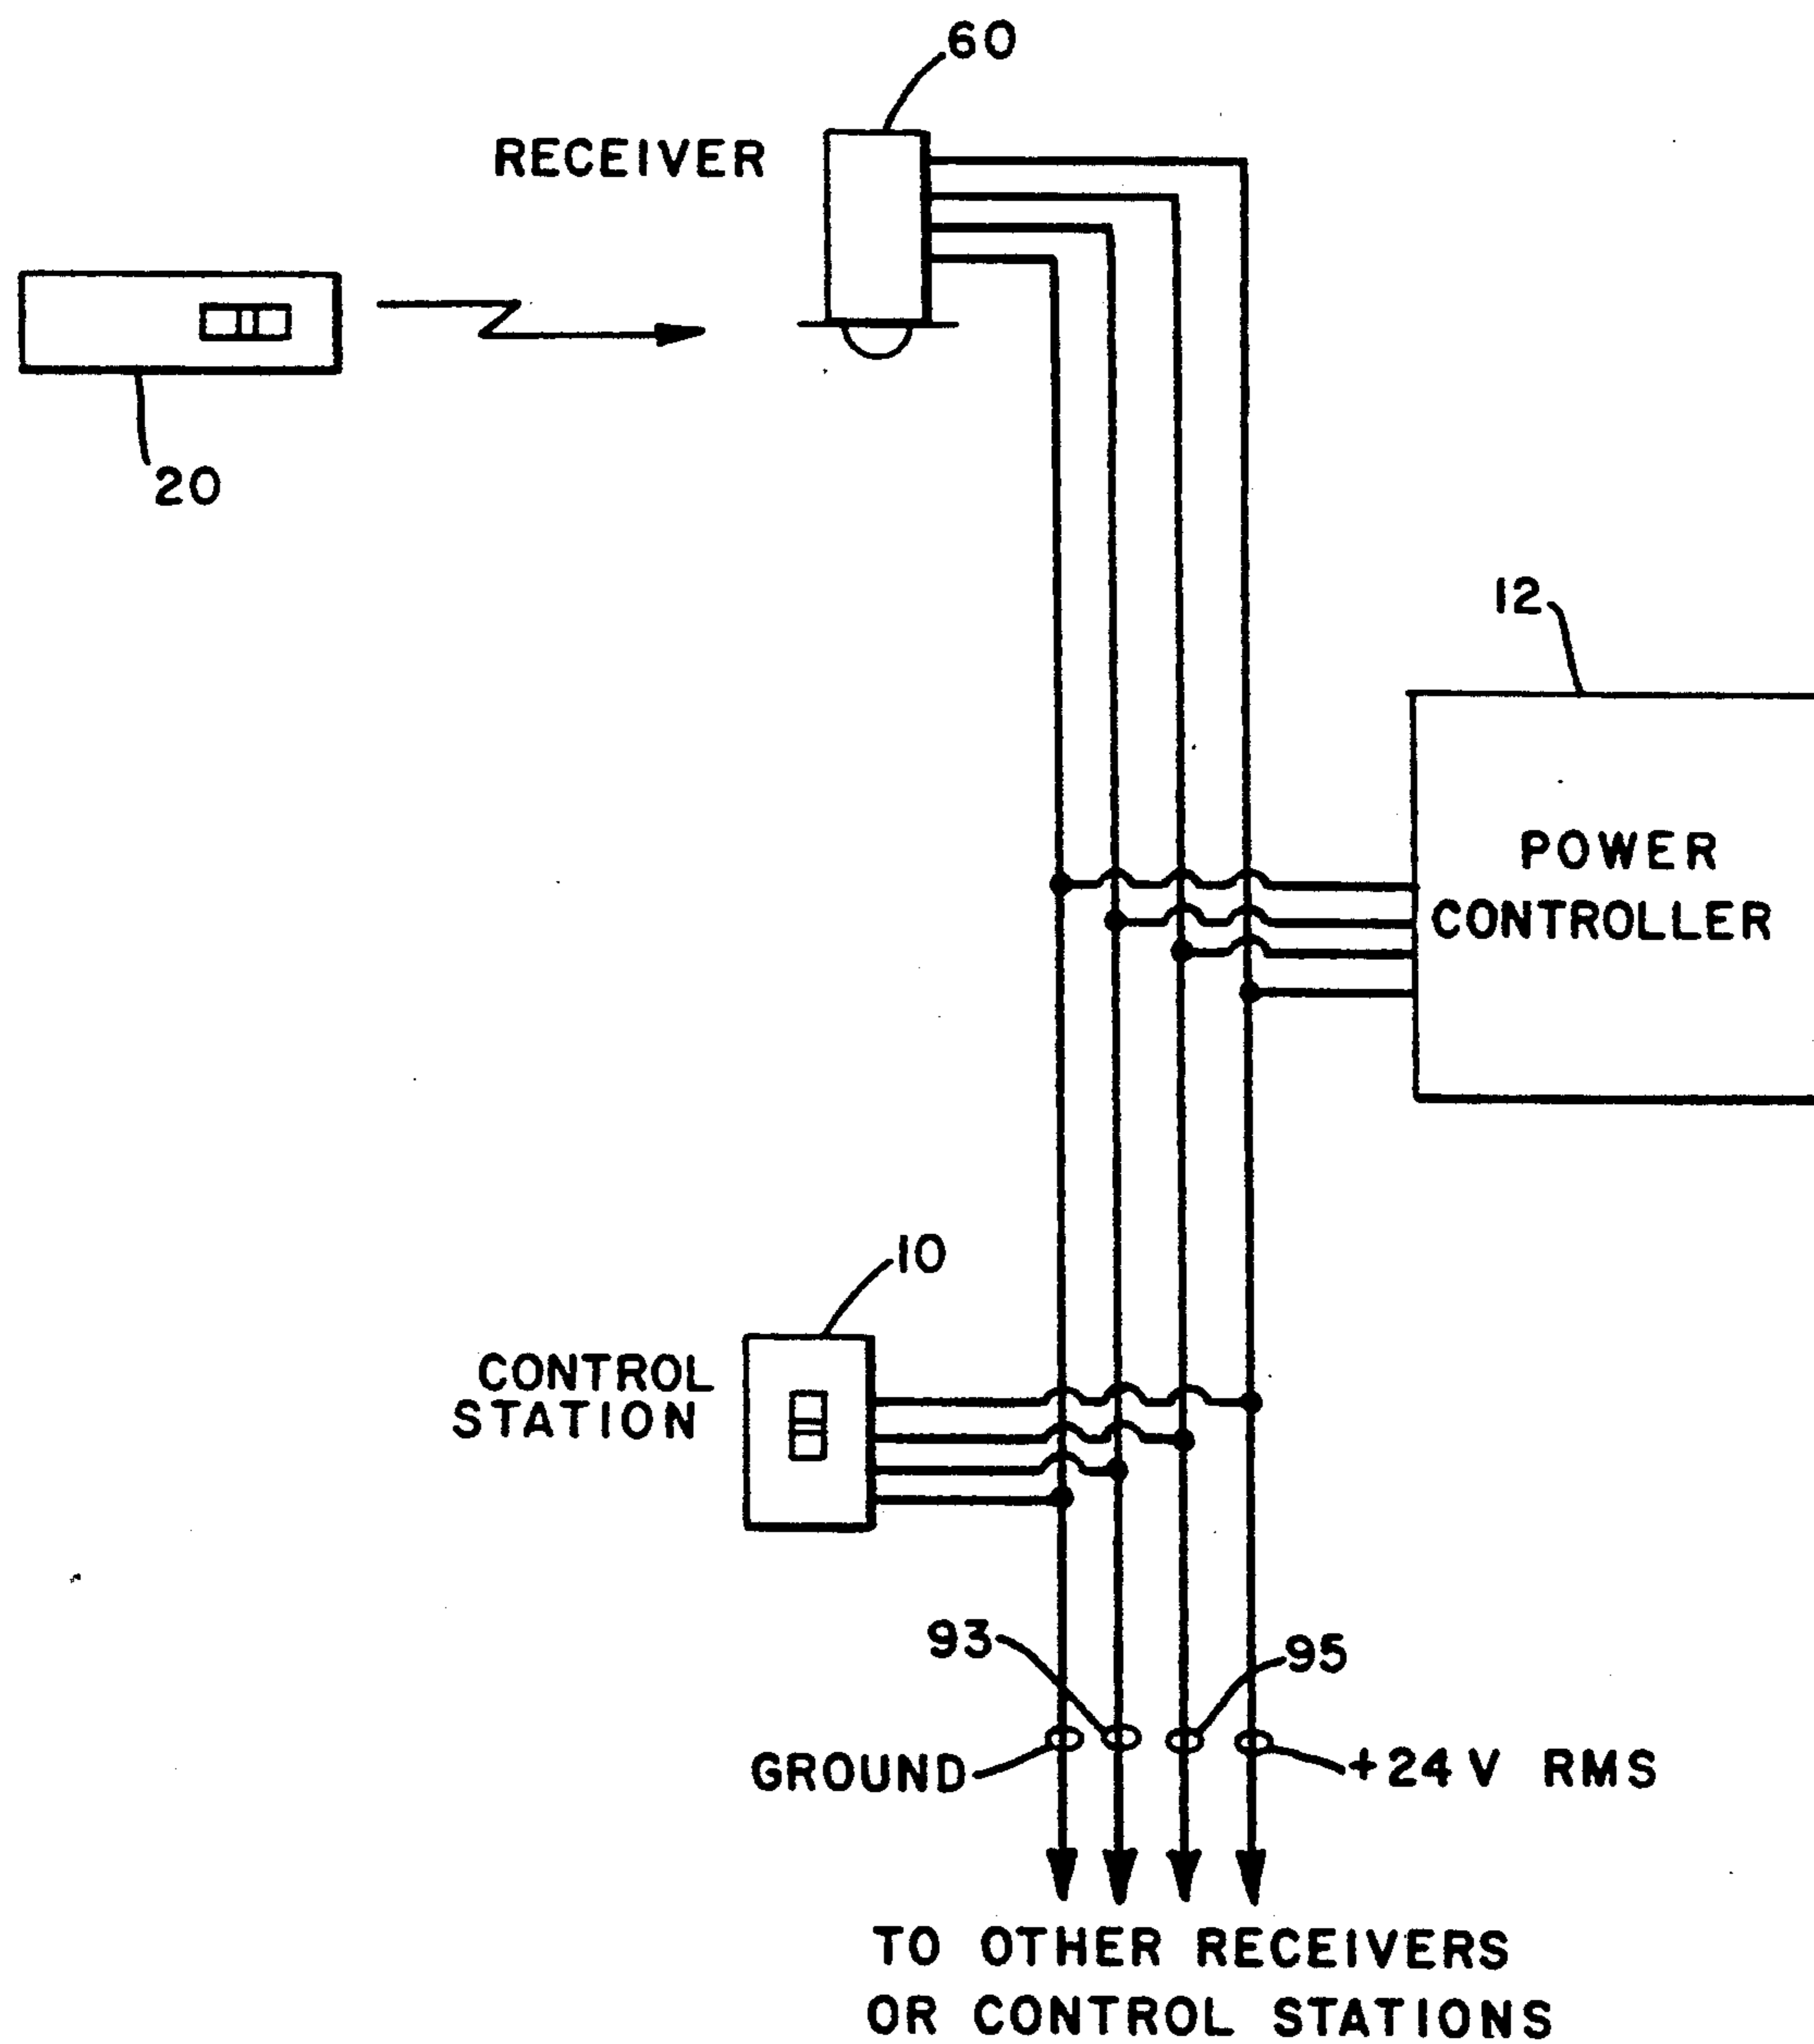 60
RECEIVER
20
12
POWER
CONTROLLER
10
CONTROL
STATION
93
95
GROUND
+24V RMS
TO OTHER RECEIVERS
OR CONTROL STATIONS